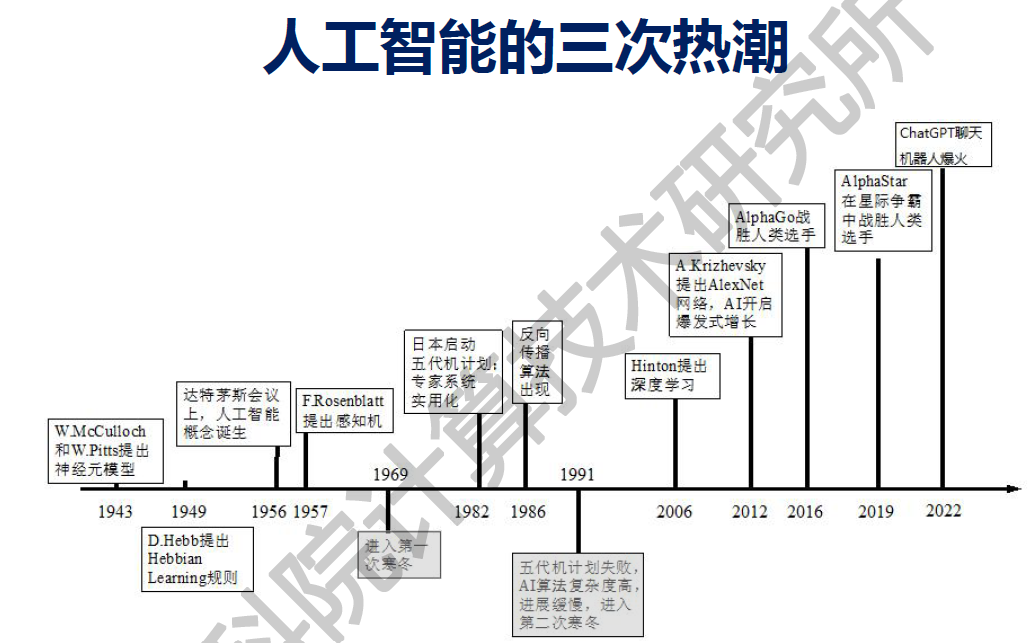 人工智能的三次热潮
ChatGPT聊天
机器人爆火
AlphaStar
在星际争霸
中战胜人类
选手
AlphaGo战
胜人类选手
A.Krizhevsky
提出AlexNet
网络，AI开启
爆发式增长
反向
传播
算法
出现
日本启动
五代机计划；
专家系统
实用化
Hinton提出
深度学习
达特茅斯会议
上，人工智能
概念诞生
F.Rosenblatt
提出感知机
W.McCulloch
和W.Pitts提出
神经元模型
1969
1991
1943
1949
1956
1957
1982
1986
2006
2012
2016
2019
2022
D.Hebb提出
Hebbian
Learning规则
进入第一
次寒冬
五代机计划失败，
AI算法复杂度高，
进展缓慢，进入
第二次寒冬
科院计算技术研究所